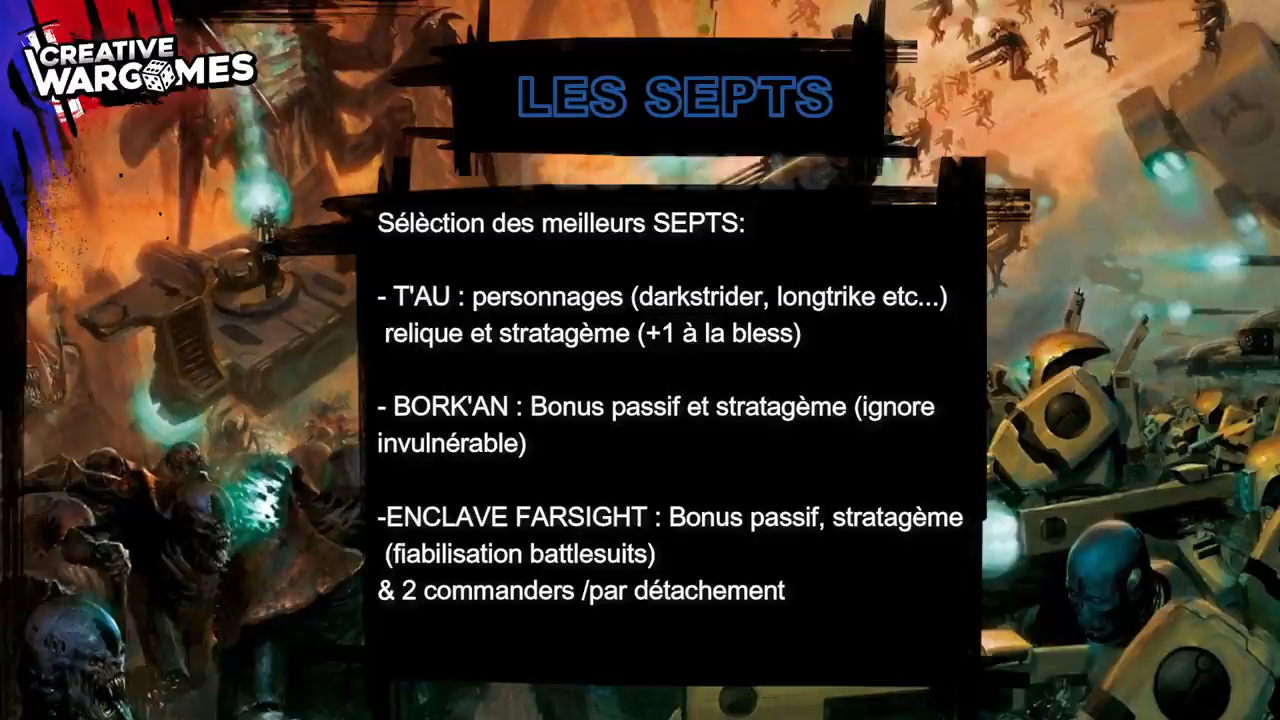 CREATIVE
WARGAMES
LES SEPTS
Sélèction des meilleurs SEPTS:
- T'AU : personnages (darkstrider, longtrike etc...)
relique et stratagème (+1 à la bless)
- BORK'AN : Bonus passif et stratagème (ignore
invulnérable)
-ENCLAVE FARSIGHT : Bonus passif, stratagème
(fiabilisation battlesuits)
& 2 commanders /par détachement